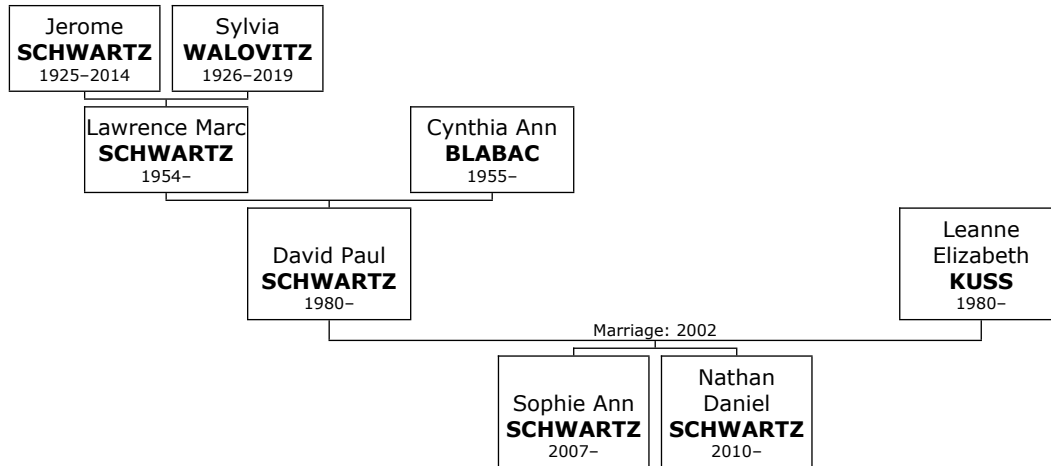 Jerome
SCHWARTZ
1925–2014
Sylvia
WALOVITZ
1926–2019
Lawrence Marc
SCHWARTZ
1954–
Cynthia Ann
BLABAC
1955–
David Paul
SCHWARTZ
1980–
Leanne
Elizabeth
KUSS
1980–
Marriage: 2002
Sophie Ann
SCHWARTZ
2007–
Nathan
Daniel
SCHWARTZ
2010–